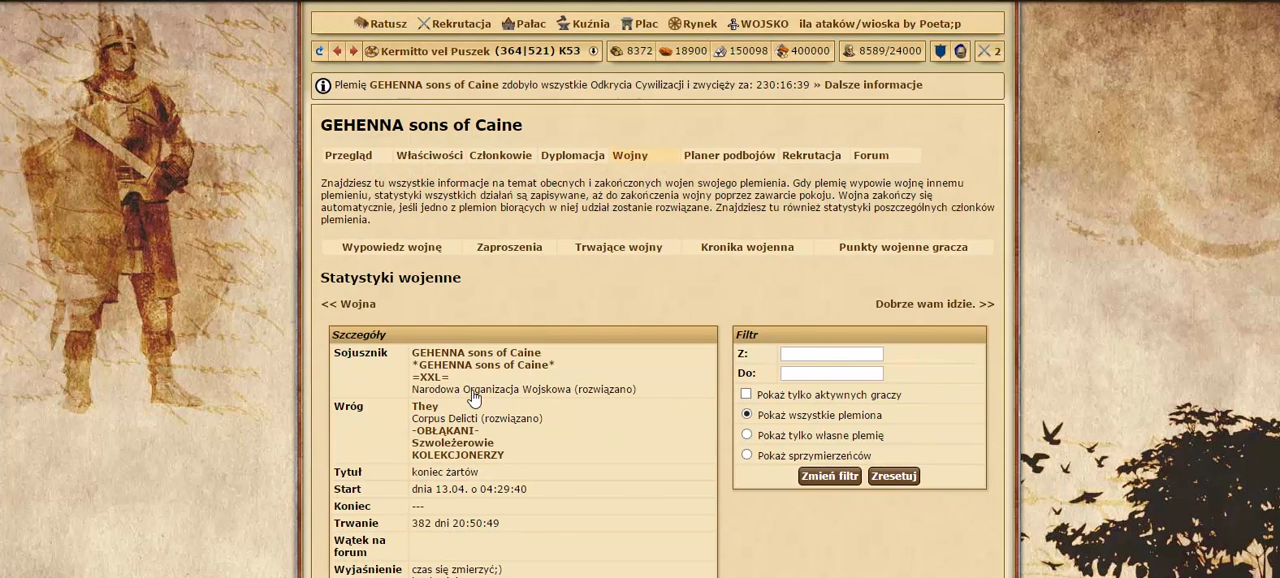 Ratusz Rekrutacja Pałac Kuźnia Plac Rynek WOJSKO ila ataków/wioska by Poeta;p
Kermitto vel Puszek (364|521) K53 8372 18900 150098 400000 8589/24000 2
Plemię GEHENNA sons of Caine zdobyło wszystkie Odkrycia Cywilizacji i zwycięży za: 230:16:39 » Dalsze informacje
GEHENNA sons of Caine
Przegląd Właściwości Członkowie Dyplomacja Wojny Planer podbojów Rekrutacja Forum
Znajdziesz tu wszystkie informacje na temat obecnych i zakończonych wojen swojego plemienia. Gdy plemię wypowie wojnę innemu
plemieniu, statystyki wszystkich działań są zapisywane, aż do zakończenia wojny poprzez zawarcie pokoju. Wojna zakończy się
automatycznie, jeśli jedno z plemion biorących w niej udział zostanie rozwiązane. Znajdziesz tu również statystyki poszczególnych członków
plemienia.
Wypowiedz wojnę Zaproszenia Trwające wojny Kronika wojenna Punkty wojenne gracza
Statystyki wojenne
<< Wojna Dobrze wam idzie. >>
Szczegóły
Sojusznik GEHENNA sons of Caine
*GEHENNA sons of Caine*
=XXL=
Narodowa Organizacja Wojskowa (rozwiązano)
Wróg They
Corpus Delicti (rozwiązano)
-OBŁĄKANI-
Szwoleżerowie
KOLEKCJONERZY
Tytuł koniec żartów
Start dnia 13.04. o 04:29:40
Koniec ---
Trwanie 382 dni 20:50:49
Wątek na
forum
Wyjaśnienie czas się zmierzyć;)
Filtr
Z:
Do:
Pokaż tylko aktywnych graczy
Pokaż wszystkie plemiona
Pokaż tylko własne plemię
Pokaż sprzymierzeńców
Zmień filtr Zresetuj